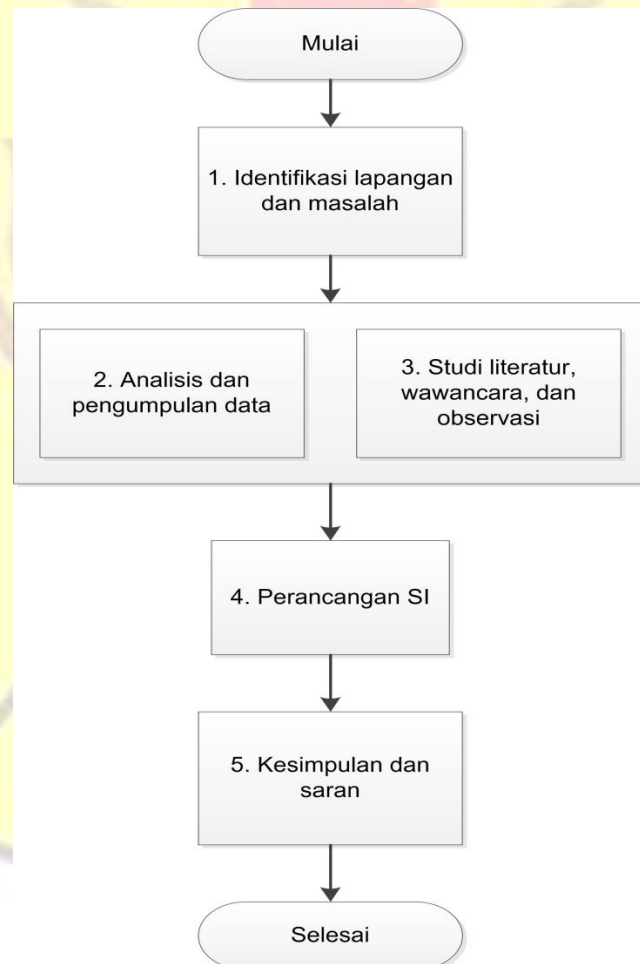 Mulai
1. Identifikasi lapangan
dan masalah
2. Analisis dan
pengumpulan data
3. Studi literatur,
wawancara, dan
observasi
4. Perancangan SI
5. Kesimpulan dan
saran
Selesai